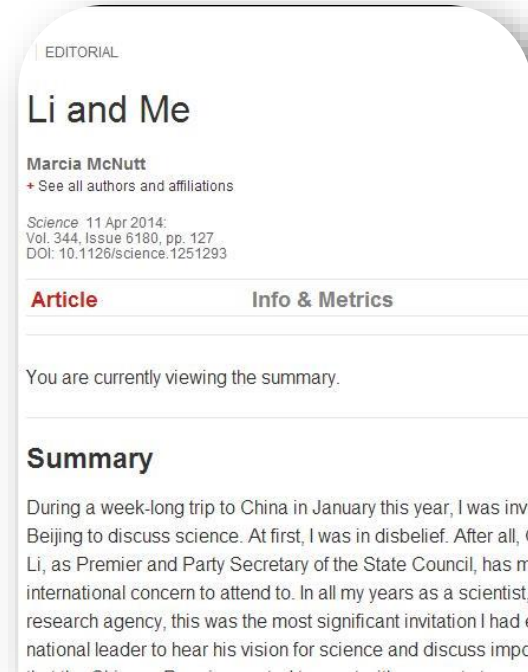 EDITORIAL
Li and Me
Marcia McNutt
+ See all authors and affiliations
Science 11 Apr 2014:
Vol. 344, Issue 6180, pp. 127
DOI: 10.1126/science.1251293
Article Info & Metrics
You are currently viewing the summary.
Summary
During a week-long trip to China in January this year, I was inv
Beijing to discuss science. At first, I was in disbelief. After all,
Li, as Premier and Party Secretary of the State Council, has m
international concern to attend to. In all my years as a scientist,
research agency, this was the most significant invitation I had
national leader to hear his vision for science and discuss impo